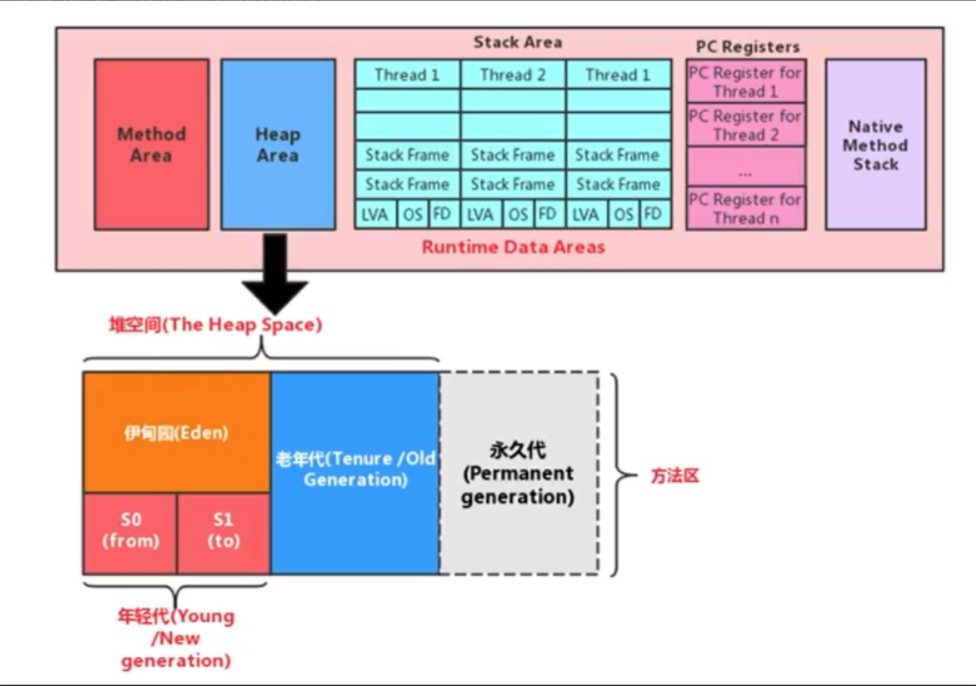 Stack Area
PC Registers
Method
Area
Heap
Area
Thread 1
Thread 2
Thread 1
Stack Frame
Stack Frame
Stack Frame
Stack Frame
Stack Frame
Stack Frame
LVA
OS
FD
LVA
OS
FD
LVA
OS
FD
PC Register for
Thread 1
PC Register for
Thread 2
...
PC Register for
Thread n
Native
Method
Stack
Runtime Data Areas
堆空间(The Heap Space)
伊甸园(Eden)
S0
(from)
S1
(to)
老年代(Tenure /Old
Generation)
永久代
(Permanent
generation)
方法区
年轻代(Young
/New
generation)